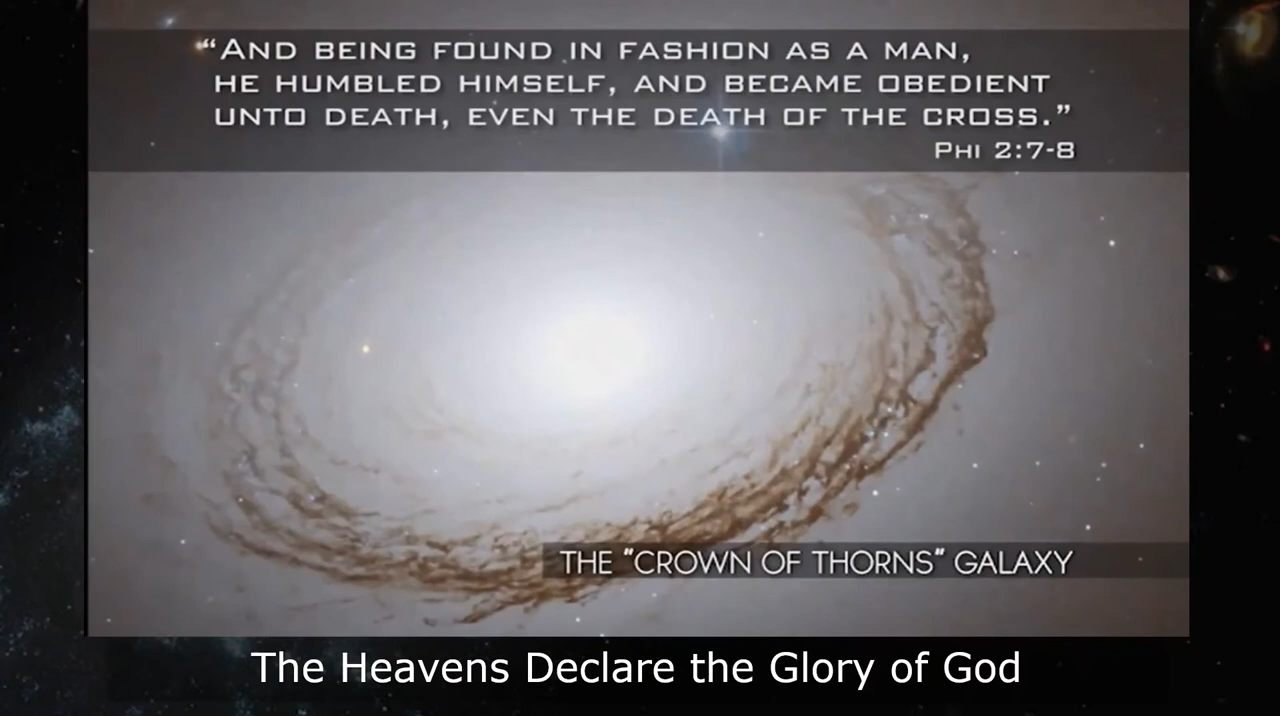 “And being found in fashion as a man,
he humbled himself, and became obedient
unto death, even the death of the cross.”
Phi 2:7-8
THE "CROWN OF THORNS" GALAXY
The Heavens Declare the Glory of God